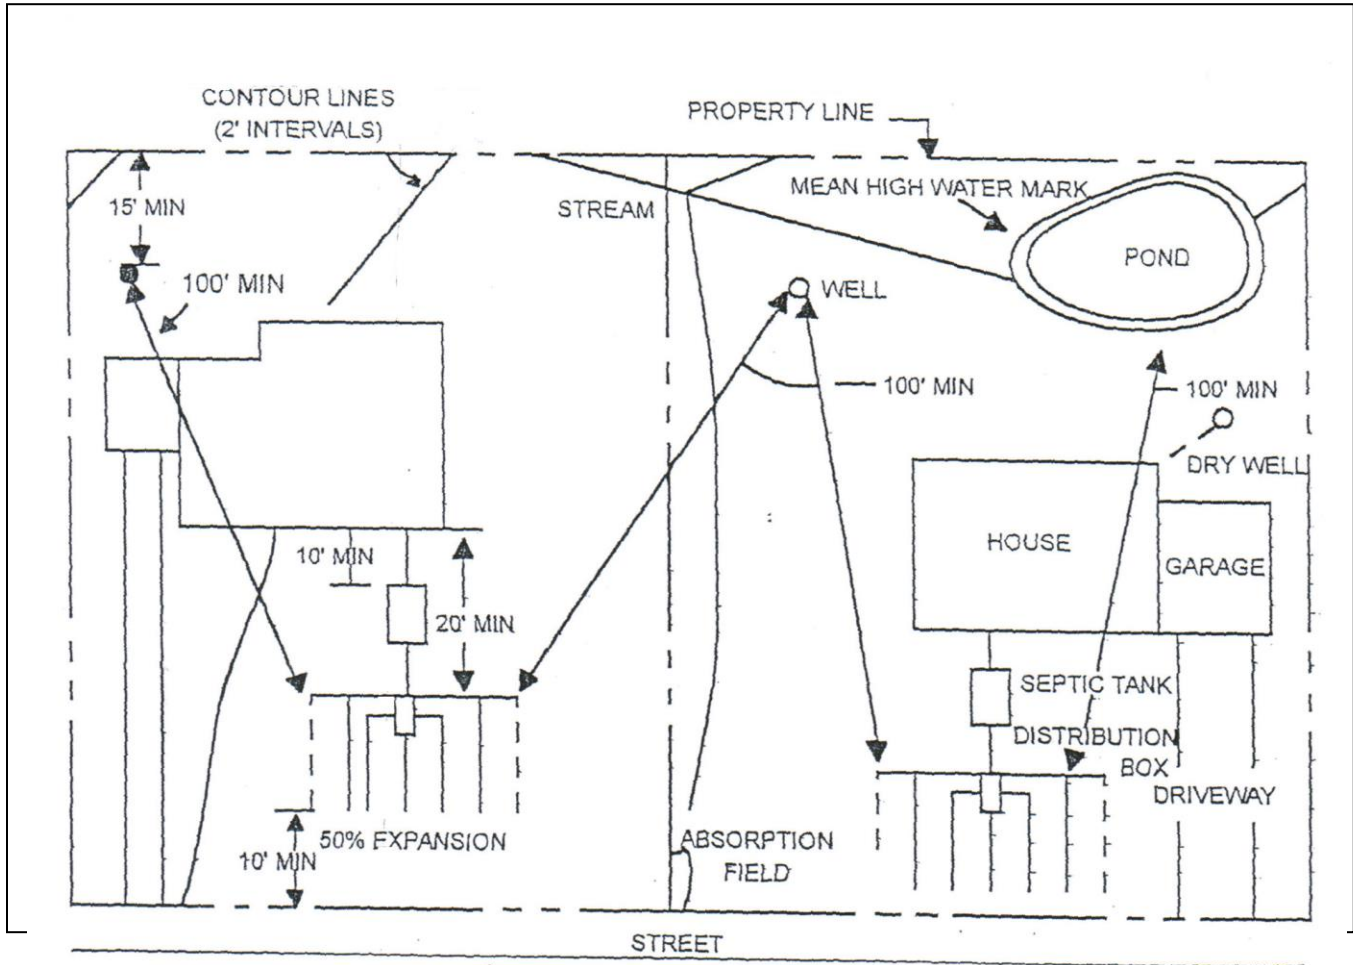 CONTOUR LINES
(2' INTERVALS)
PROPERTY LINE
MEAN HIGH WATER MARK
15' MIN
STREAM
POND
100' MIN
WELL
100' MIN
100' MIN
DRY WELL
HOUSE
GARAGE
10' MIN
20' MIN
SEPTIC TANK
DISTRIBUTION
BOX
DRIVEWAY
50% EXPANSION
10' MIN
ABSORPTION
FIELD
STREET